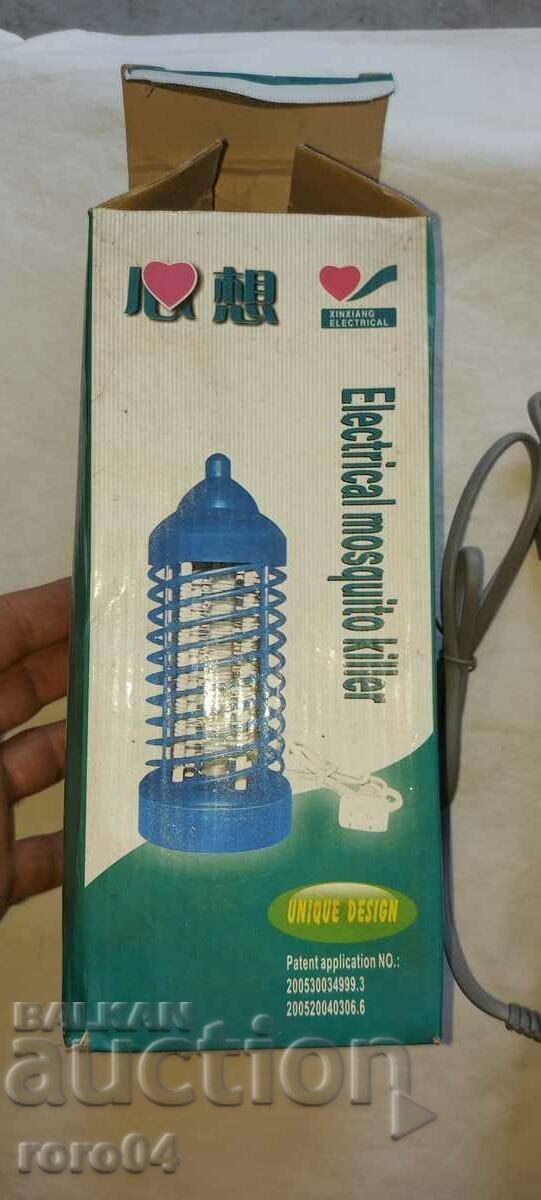 心想
XINXIANG
ELECTRICAL
Electrical mosquito killer
UNIQUE DESIGN
Patent application NO.:
200530034999.3
200520040306.6
BALKAN
auction
roro04